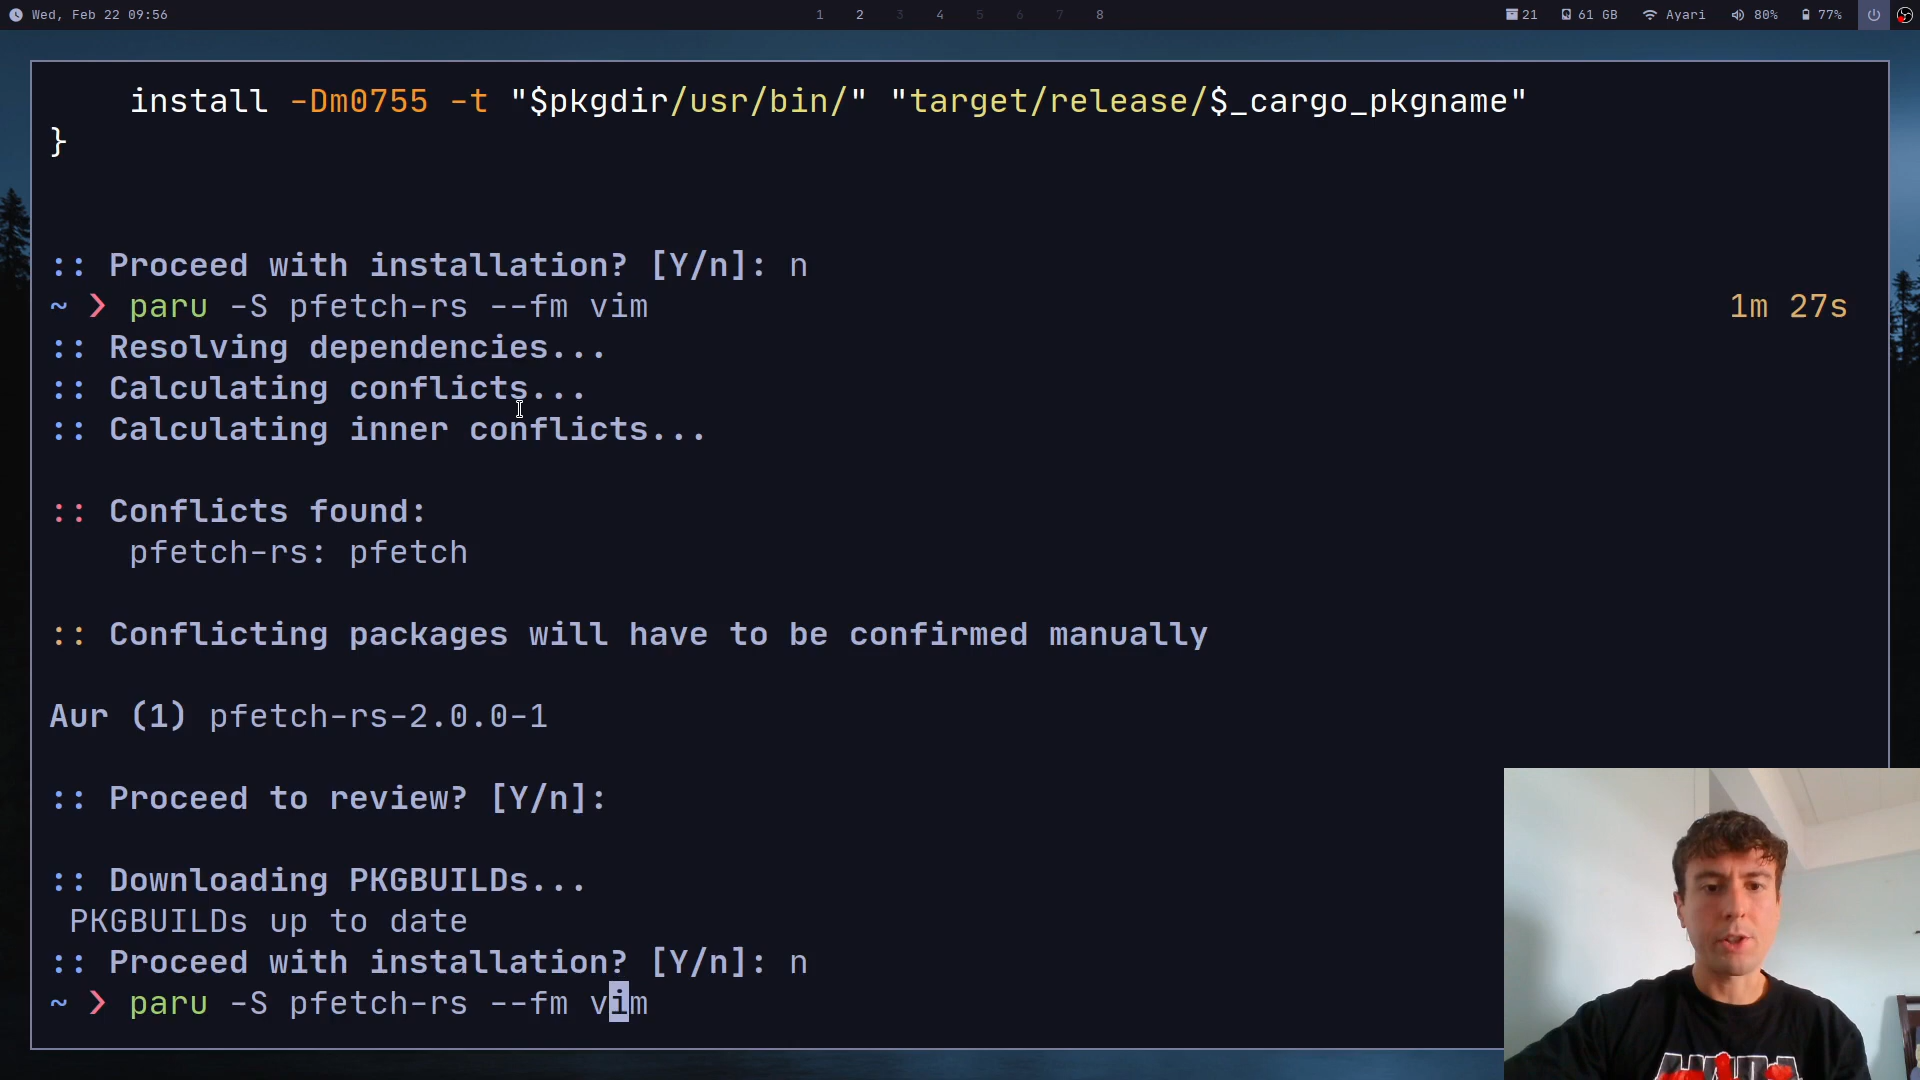 Wed, Feb 22 09:56
1 2 3 4 5 6 7 8
21 61 GB Ayari 80% 77%
install -Dm0755 -t "$pkgdir/usr/bin/" "target/release/$_cargo_pkgname"
}
:: Proceed with installation? [Y/n]: n
~ ❯ paru -S pfetch-rs --fm vim 1m 27s
:: Resolving dependencies...
:: Calculating conflicts...
:: Calculating inner conflicts...
:: Conflicts found:
pfetch-rs: pfetch
:: Conflicting packages will have to be confirmed manually
Aur (1) pfetch-rs-2.0.0-1
:: Proceed to review? [Y/n]:
:: Downloading PKGBUILDs...
PKGBUILDs up to date
:: Proceed with installation? [Y/n]: n
~ ❯ paru -S pfetch-rs --fm vim